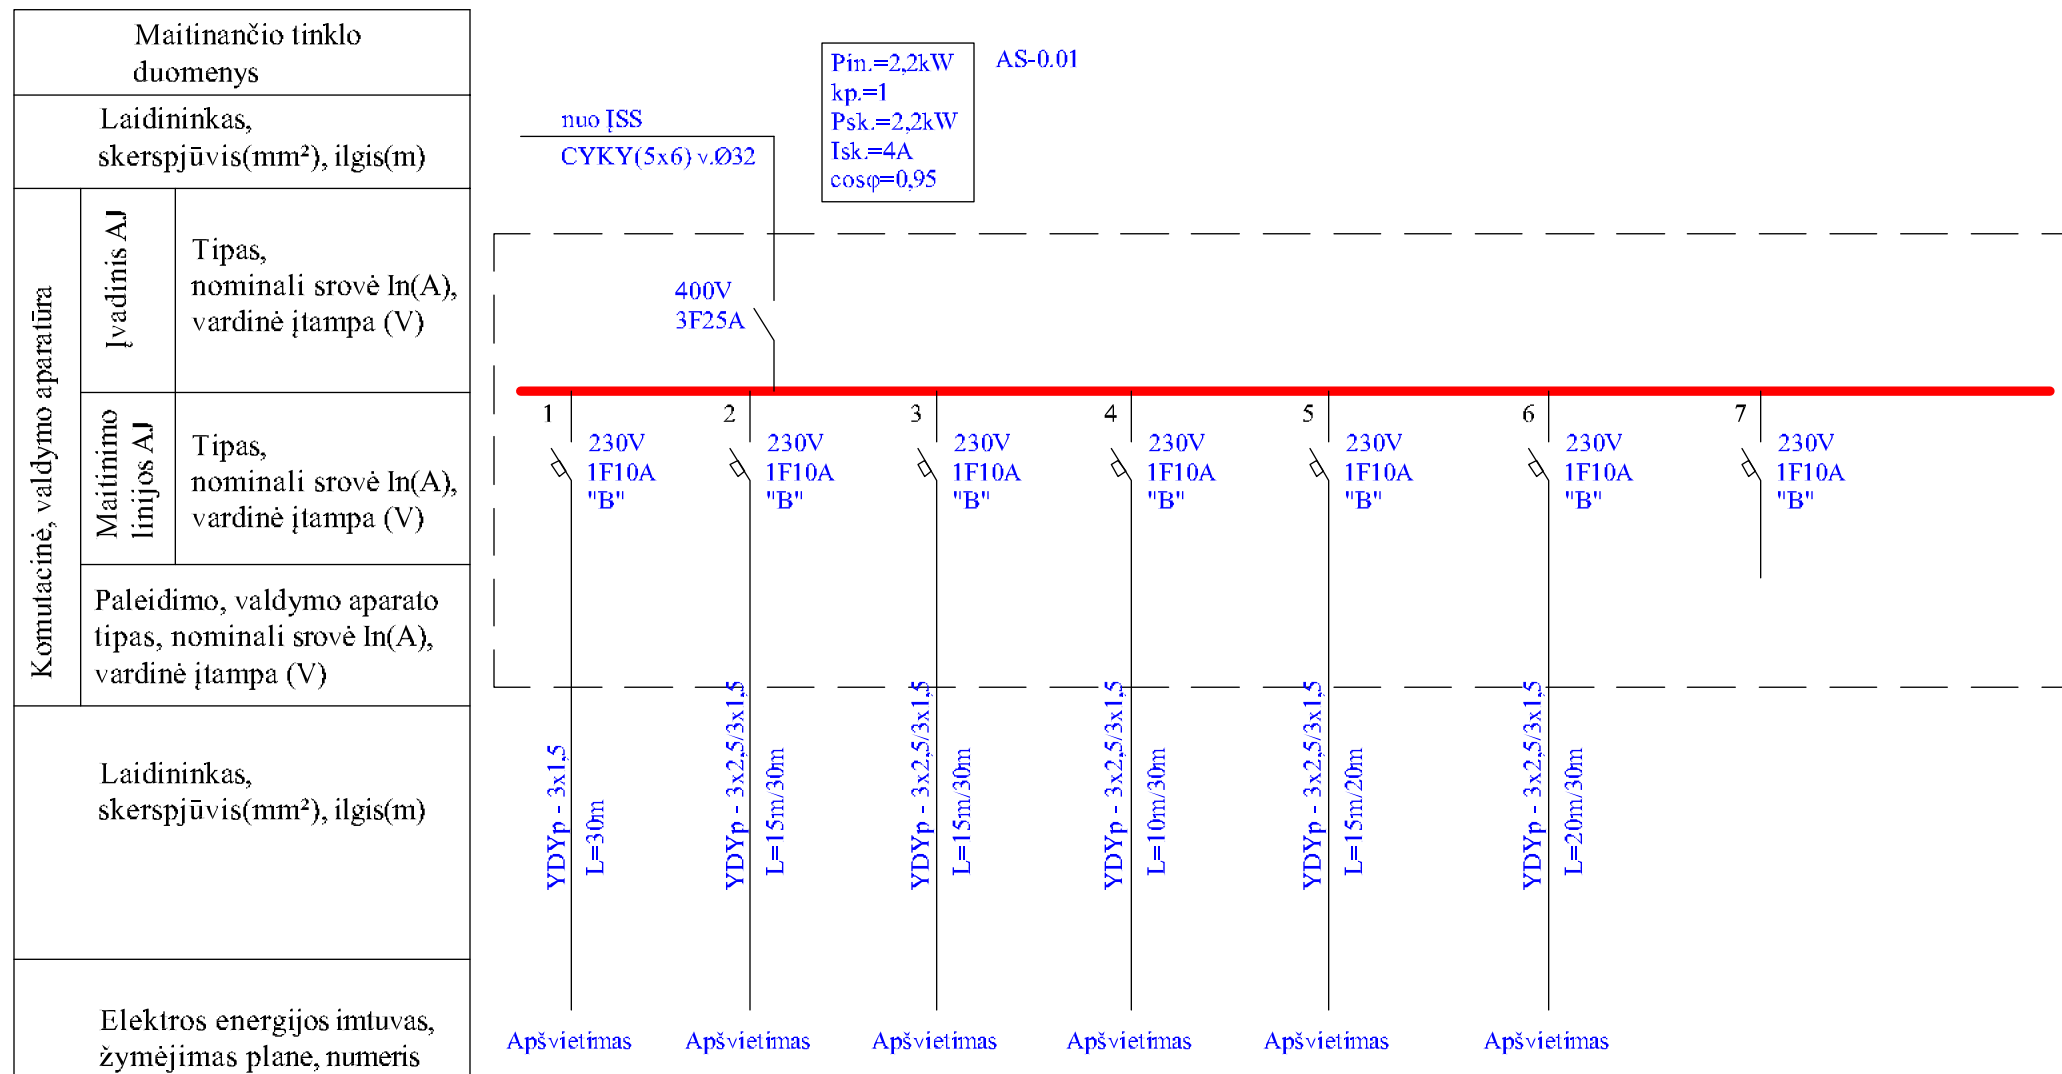 Maitinančio tinklo
duomenys
Laidininkas,
skerspjūvis(mm²), ilgis(m)
Komutacinė, valdymo aparatūra
Įvadinis AJ
Tipas,
nominali srovė In(A),
vardinė įtampa (V)
Maitinimo
linijos AJ
Tipas,
nominali srovė In(A),
vardinė įtampa (V)
Paleidimo, valdymo aparato
tipas, nominali srovė In(A),
vardinė įtampa (V)
Laidininkas,
skerspjūvis(mm²), ilgis(m)
Elektros energijos imtuvas,
žymėjimas plane, numeris
nuo ĮSS
CYKY(5x6) v.Ø32
Pin.=2,2kW
kp.=1
Psk.=2,2kW
Isk.=4A
cosφ=0,95
AS-0.01
400V
3F25A
1
230V
1F10A
"B"
2
230V
1F10A
"B"
3
230V
1F10A
"B"
4
230V
1F10A
"B"
5
230V
1F10A
"B"
6
230V
1F10A
"B"
7
230V
1F10A
"B"
YDYp - 3x1,5
L=30m
YDYp - 3x2,5/3x1,5
L=15m/30m
YDYp - 3x2,5/3x1,5
L=15m/30m
YDYp - 3x2,5/3x1,5
L=10m/30m
YDYp - 3x2,5/3x1,5
L=15m/20m
YDYp - 3x2,5/3x1,5
L=20m/30m
Apšvietimas
Apšvietimas
Apšvietimas
Apšvietimas
Apšvietimas
Apšvietimas